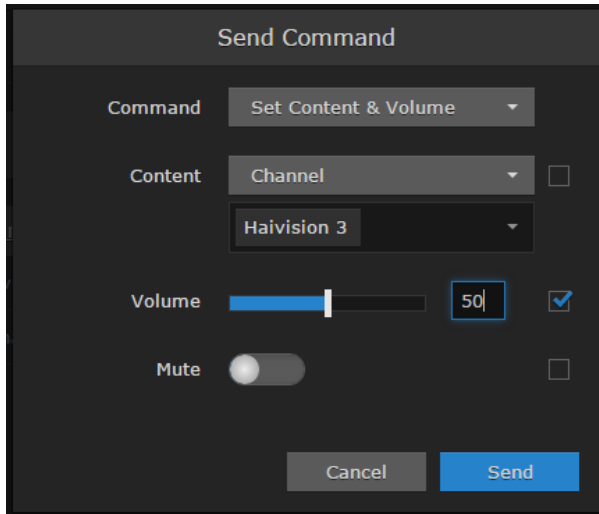 Send Command
Command Set Content & Volume
Content Channel
Haivision 3
Volume 50
Mute
Cancel Send